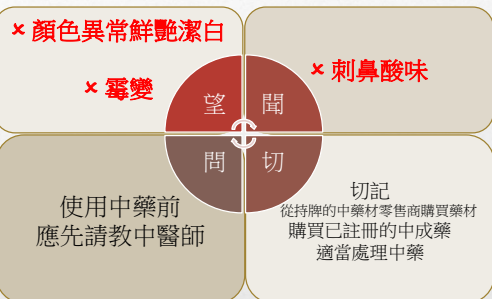 × 顏色異常鮮艷潔白
× 霉變
× 刺鼻酸味
望
聞
問
切
使用中藥前
應先請教中醫師
切記
從持牌的中藥材零售商購買藥材
購買已註冊的中成藥
適當處理中藥